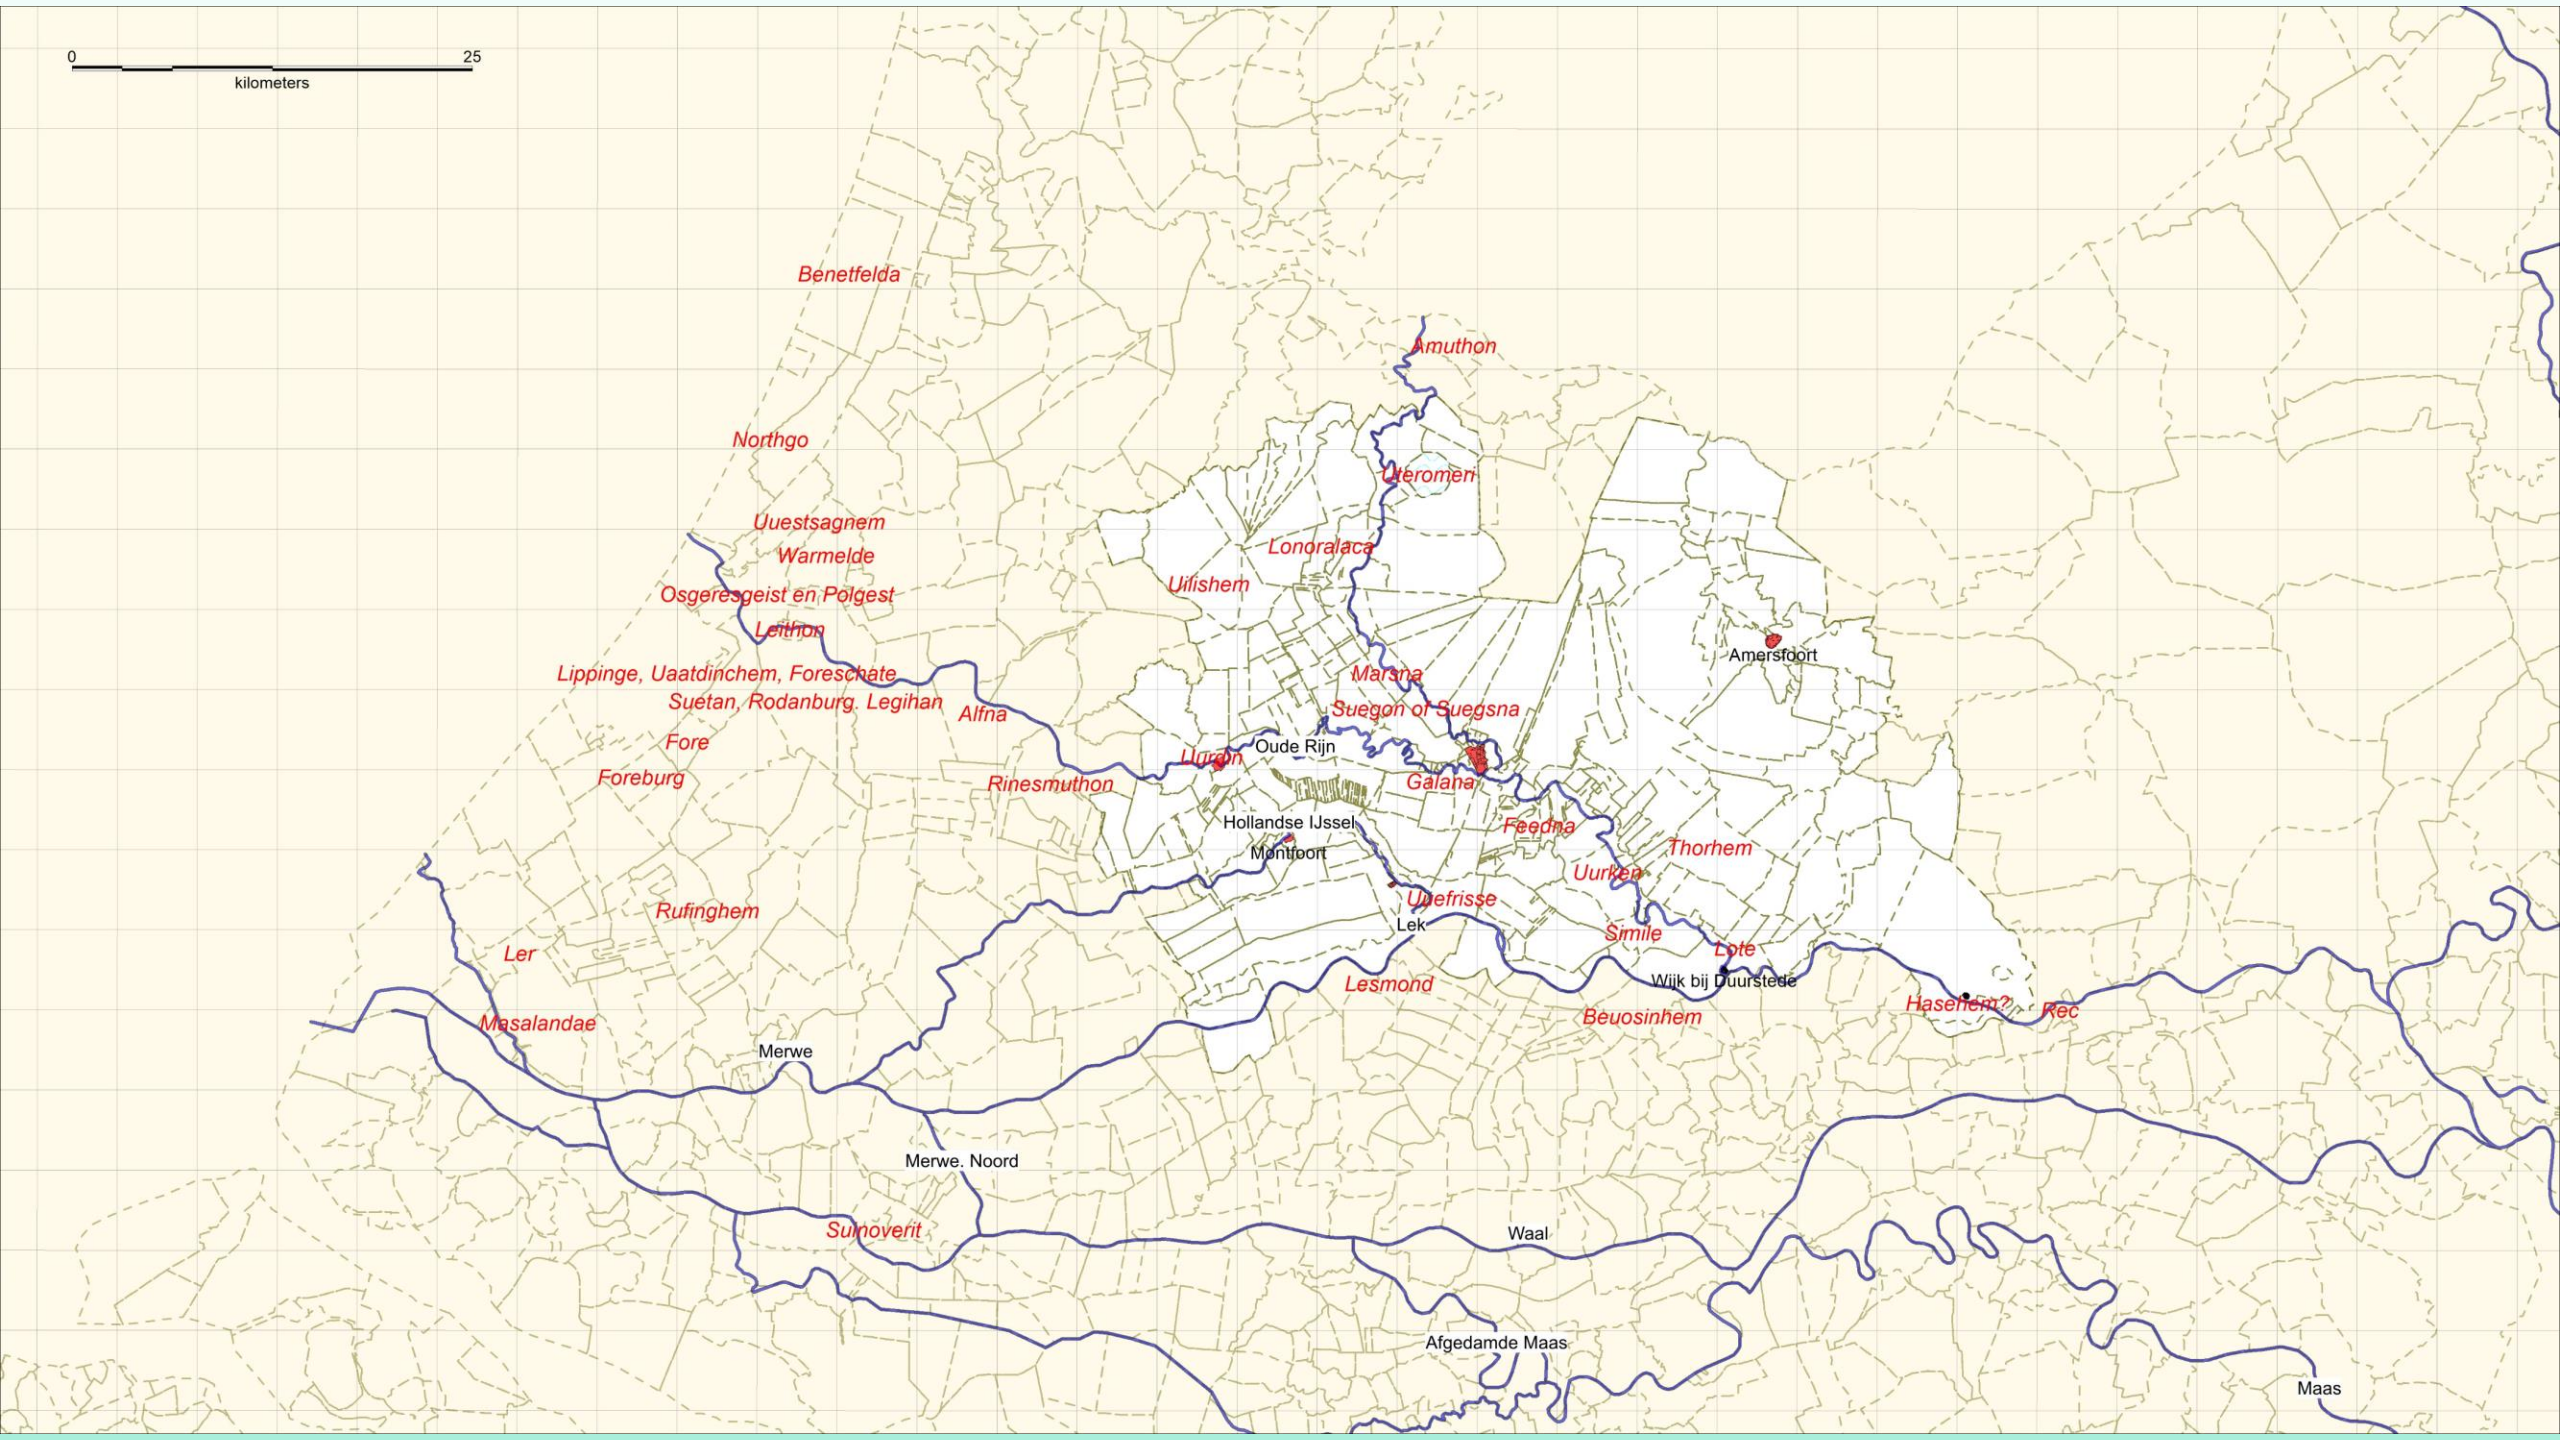 0 25
kilometers
Benetfelda
Amuthon
Northgo
Uteromeri
Uuestsagnem
Lonoralaca
Warmelde
Uilishem
Osgeresgeist en Polgest
Leithon
Amersfoort
Lippinge, Uaatdinchem, Foreschate
Marsna
Suetan, Rodanburg. Legihan
Suegon of Suegsna
Alfna
Fore
Oude Rijn
Uurdin
Foreburg
Galana
Rinesmuthon
Hollandse IJssel
Feedna
Thorhem
Montfoort
Uurken
Uuefrisse
Rufinghem
Lek
Simile
Lote
Ler
Wijk bij Duurstede
Lesmond
Hasehem?
Rec
Beuosinhem
Masalandae
Merwe
Merwe. Noord
Suinoverit
Waal
Afgedamde Maas
Maas